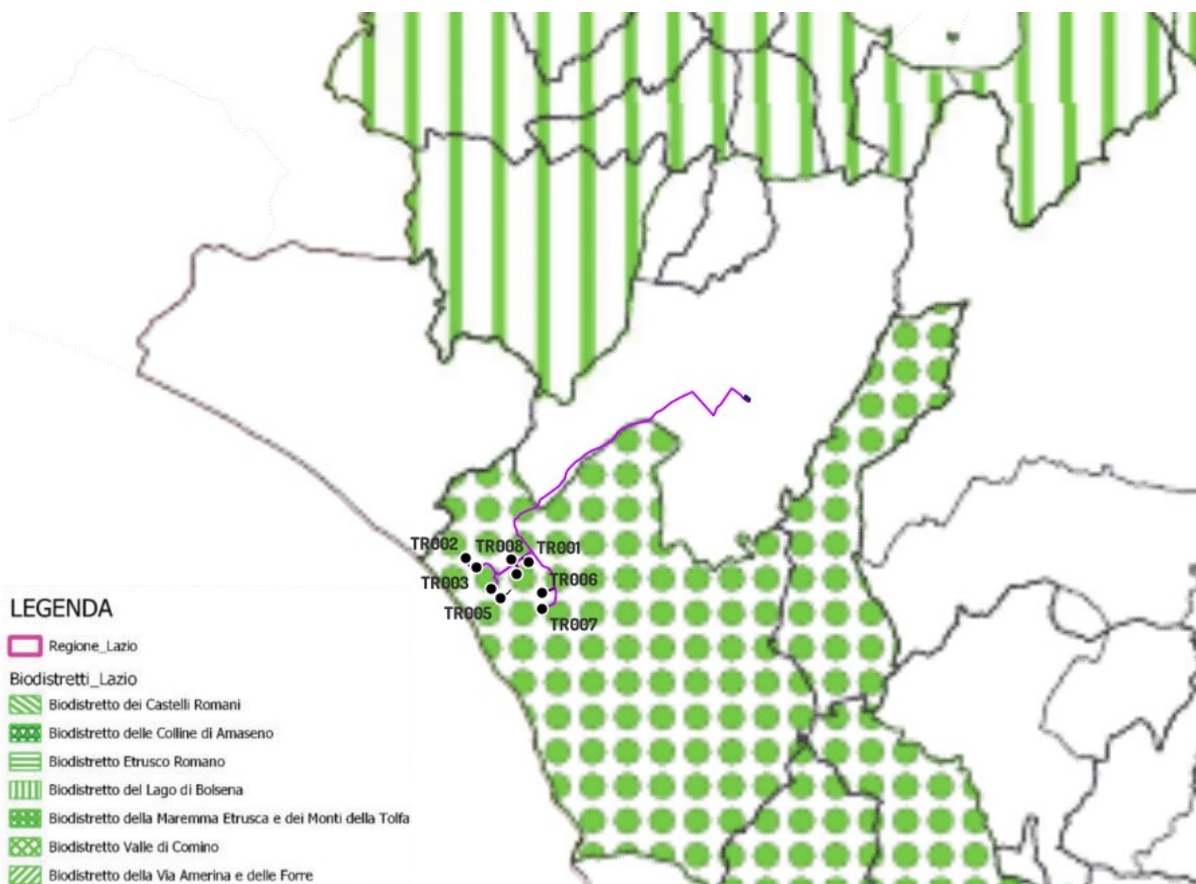 TR002
TR008
TR001
TR003
TR006
TR005
TR007
LEGENDA
Regione_Lazio
Biodistretti_Lazio
Biodistretto dei Castelli Romani
Biodistretto delle Colline di Amaseno
Biodistretto Etrusco Romano
Biodistretto del Lago di Bolsena
Biodistretto della Maremma Etrusca e dei Monti della Tolfa
Biodistretto Valle di Comino
Biodistretto della Via Amerina e delle Forre